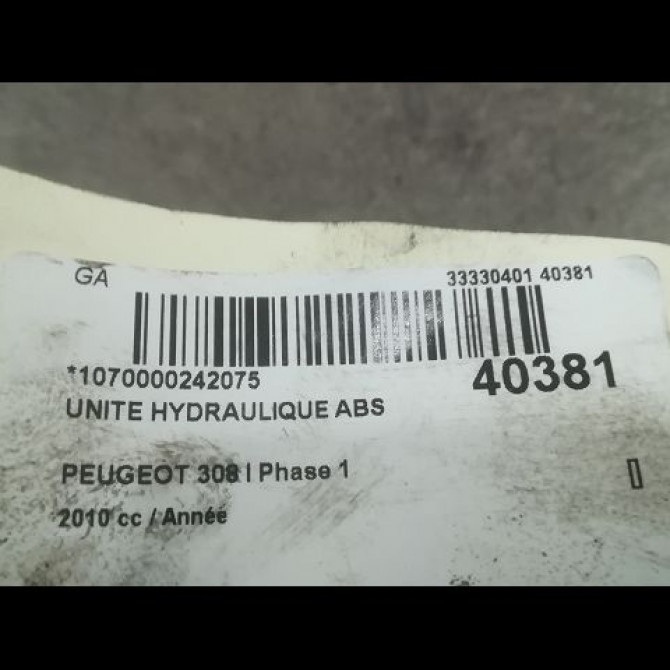 GA 33330401 40381
*1070000242075 40381
UNITE HYDRAULIQUE ABS
PEUGEOT 308 I Phase 1
2010 cc / Année